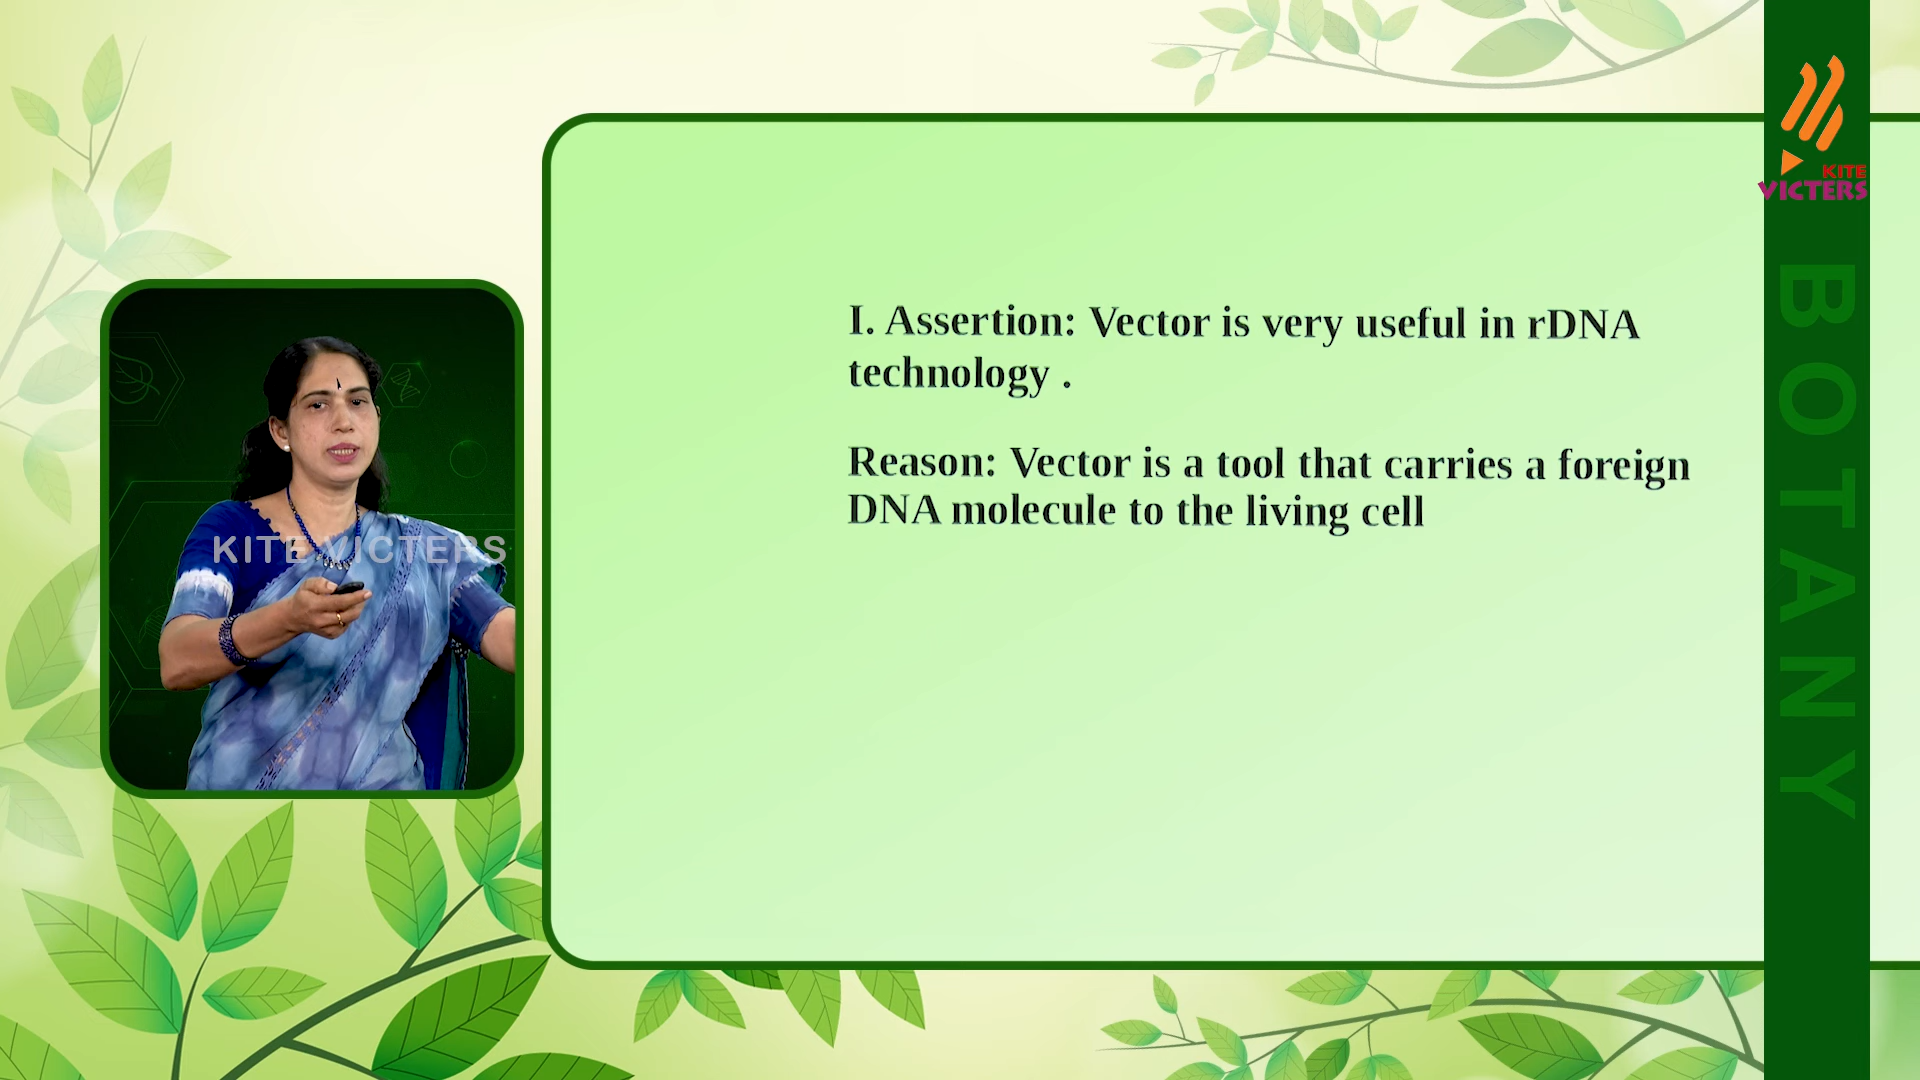 I. Assertion: Vector is very useful in rDNA
technology .
Reason: Vector is a tool that carries a foreign
DNA molecule to the living cell
KITE VICTERS
KITE
VICTERS
BOTANY